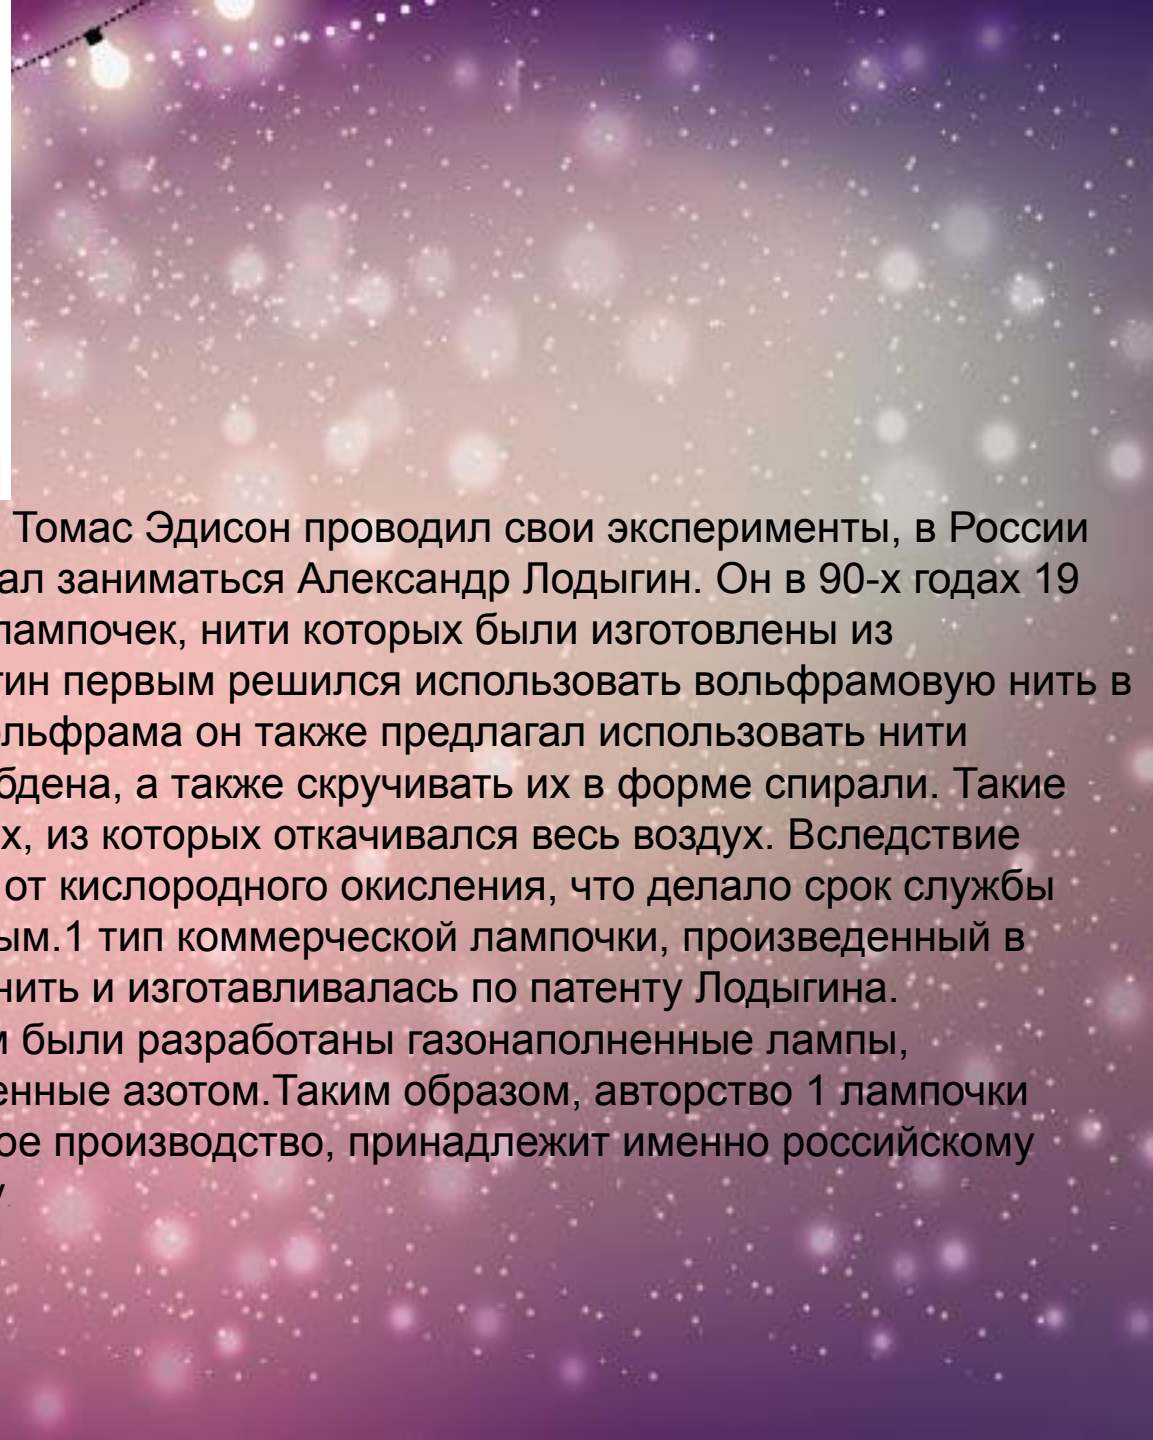 Томас Эдисон проводил свои эксперименты, в России
ал заниматься Александр Лодыгин. Он в 90-х годах 19
лампочек, нити которых были изготовлены из
гин первым решился использовать вольфрамовую нить в
ольфрама он также предлагал использовать нити
бдена, а также скручивать их в форме спирали. Такие
х, из которых откачивался весь воздух. Вследствие
от кислородного окисления, что делало срок службы
ым.1 тип коммерческой лампочки, произведенный в
нить и изготавливалась по патенту Лодыгина.
м были разработаны газонаполненные лампы,
енные азотом.Таким образом, авторство 1 лампочки
ое производство, принадлежит именно российскому